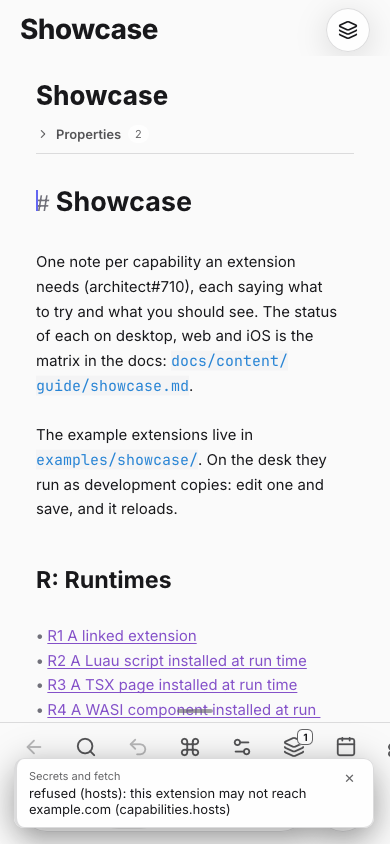 Showcase
Showcase
Properties 2
# Showcase
One note per capability an extension
needs (architect#710), each saying what
to try and what you should see. The status
of each on desktop, web and iOS is the
matrix in the docs: docs/content/
guide/showcase.md.
The example extensions live in
examples/showcase/. On the desk they
run as development copies: edit one and
save, and it reloads.
R: Runtimes
• R1 A linked extension
• R2 A Luau script installed at run time
• R3 A TSX page installed at run time
• R4 A WASI component installed at run
1
Secrets and fetch
refused (hosts): this extension may not reach
example.com (capabilities.hosts)